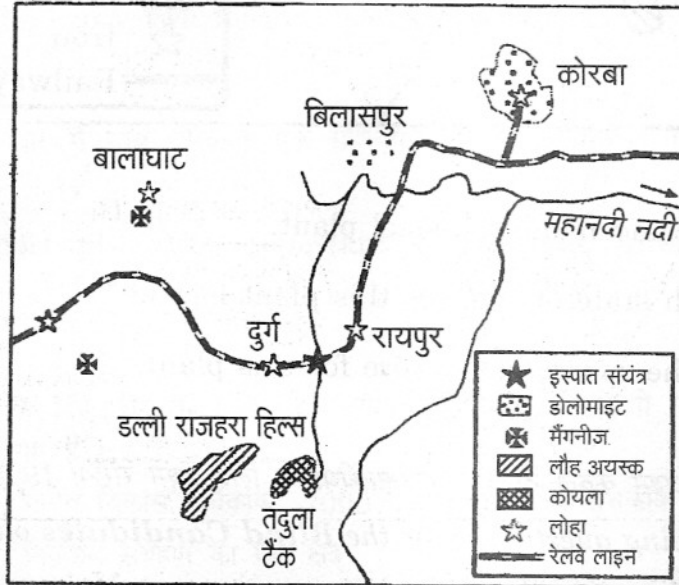 कोरबा
बिलासपुर
बालाघाट
महानदी नदी
दुर्ग
रायपुर
डल्ली राजहरा हिल्स
तंदुला
टैंक
इस्पात संयंत्र
डोलोमाइट
मैंगनीज.
लौह अयस्क
कोयला
लोहा
रेलवे लाइन